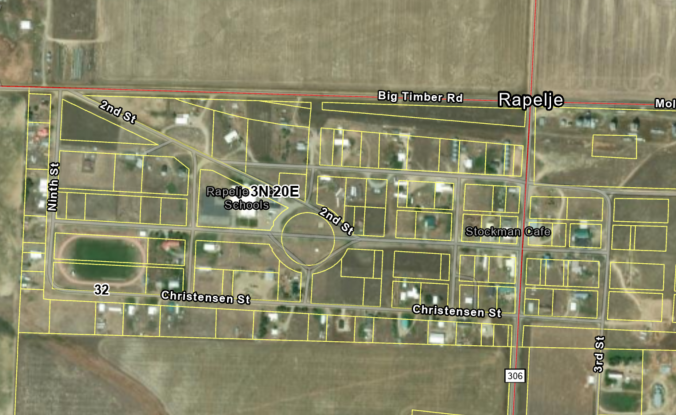 Big Timber Rd
Rapelje
Mol
2nd St
Ninth St
Rapelje
3N 20E
Schools
2nd St
Stockman Cafe
32
Christensen St
Christensen St
3rd St
306